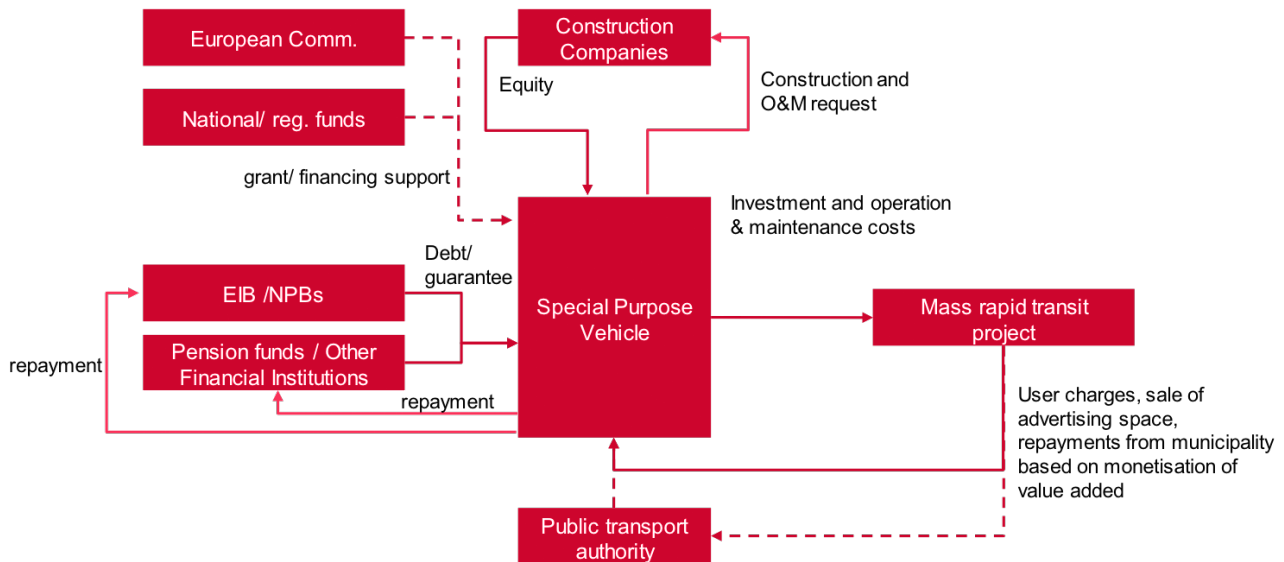 European Comm.
National/ reg. funds
grant/ financing support
Construction
Companies
Equity
Construction and
O&M request
Investment and operation
& maintenance costs
Debt/
guarantee
EIB /NPBs
Pension funds / Other
Financial Institutions
repayment
repayment
Special Purpose
Vehicle
Mass rapid transit
project
User charges, sale of
advertising space,
repayments from municipality
based on monetisation of
value added
Public transport
authority